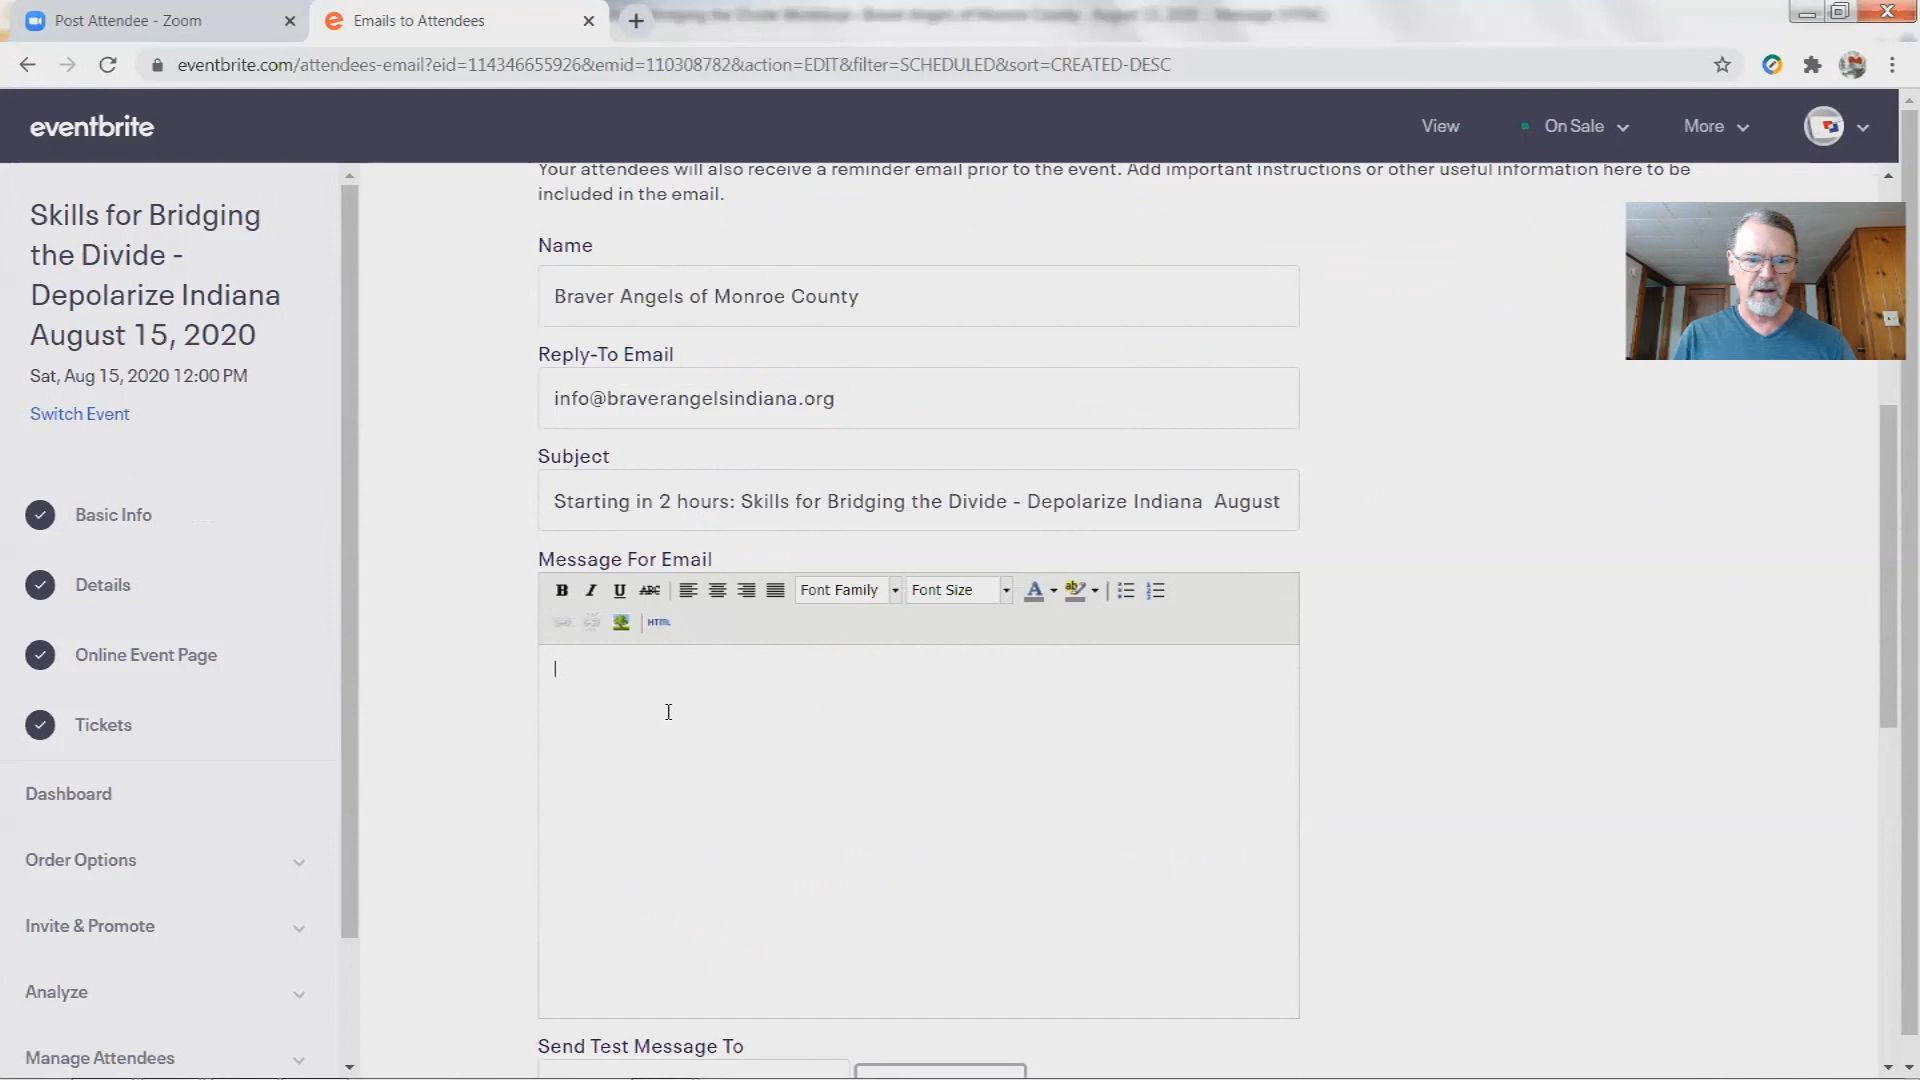 Post Attendee - Zoom
Emails to Attendees
eventbrite.com/attendees-email?eid=114346655926&emid=110308782&action=EDIT&filter=SCHEDULED&sort=CREATED-DESC
eventbrite
View
On Sale
More
Skills for Bridging
the Divide -
Depolarize Indiana
August 15, 2020
Sat, Aug 15, 2020 12:00 PM
Switch Event
Basic Info
Details
Online Event Page
Tickets
Dashboard
Order Options
Invite & Promote
Analyze
Manage Attendees
Your attendees will also receive a reminder email prior to the event. Add important instructions or other useful information here to be
included in the email.
Name
Braver Angels of Monroe County
Reply-To Email
info@braverangelsindiana.org
Subject
Starting in 2 hours: Skills for Bridging the Divide - Depolarize Indiana  August
Message For Email
B I U ABC
Font Family
Font Size
A
ab
HTML
Send Test Message To